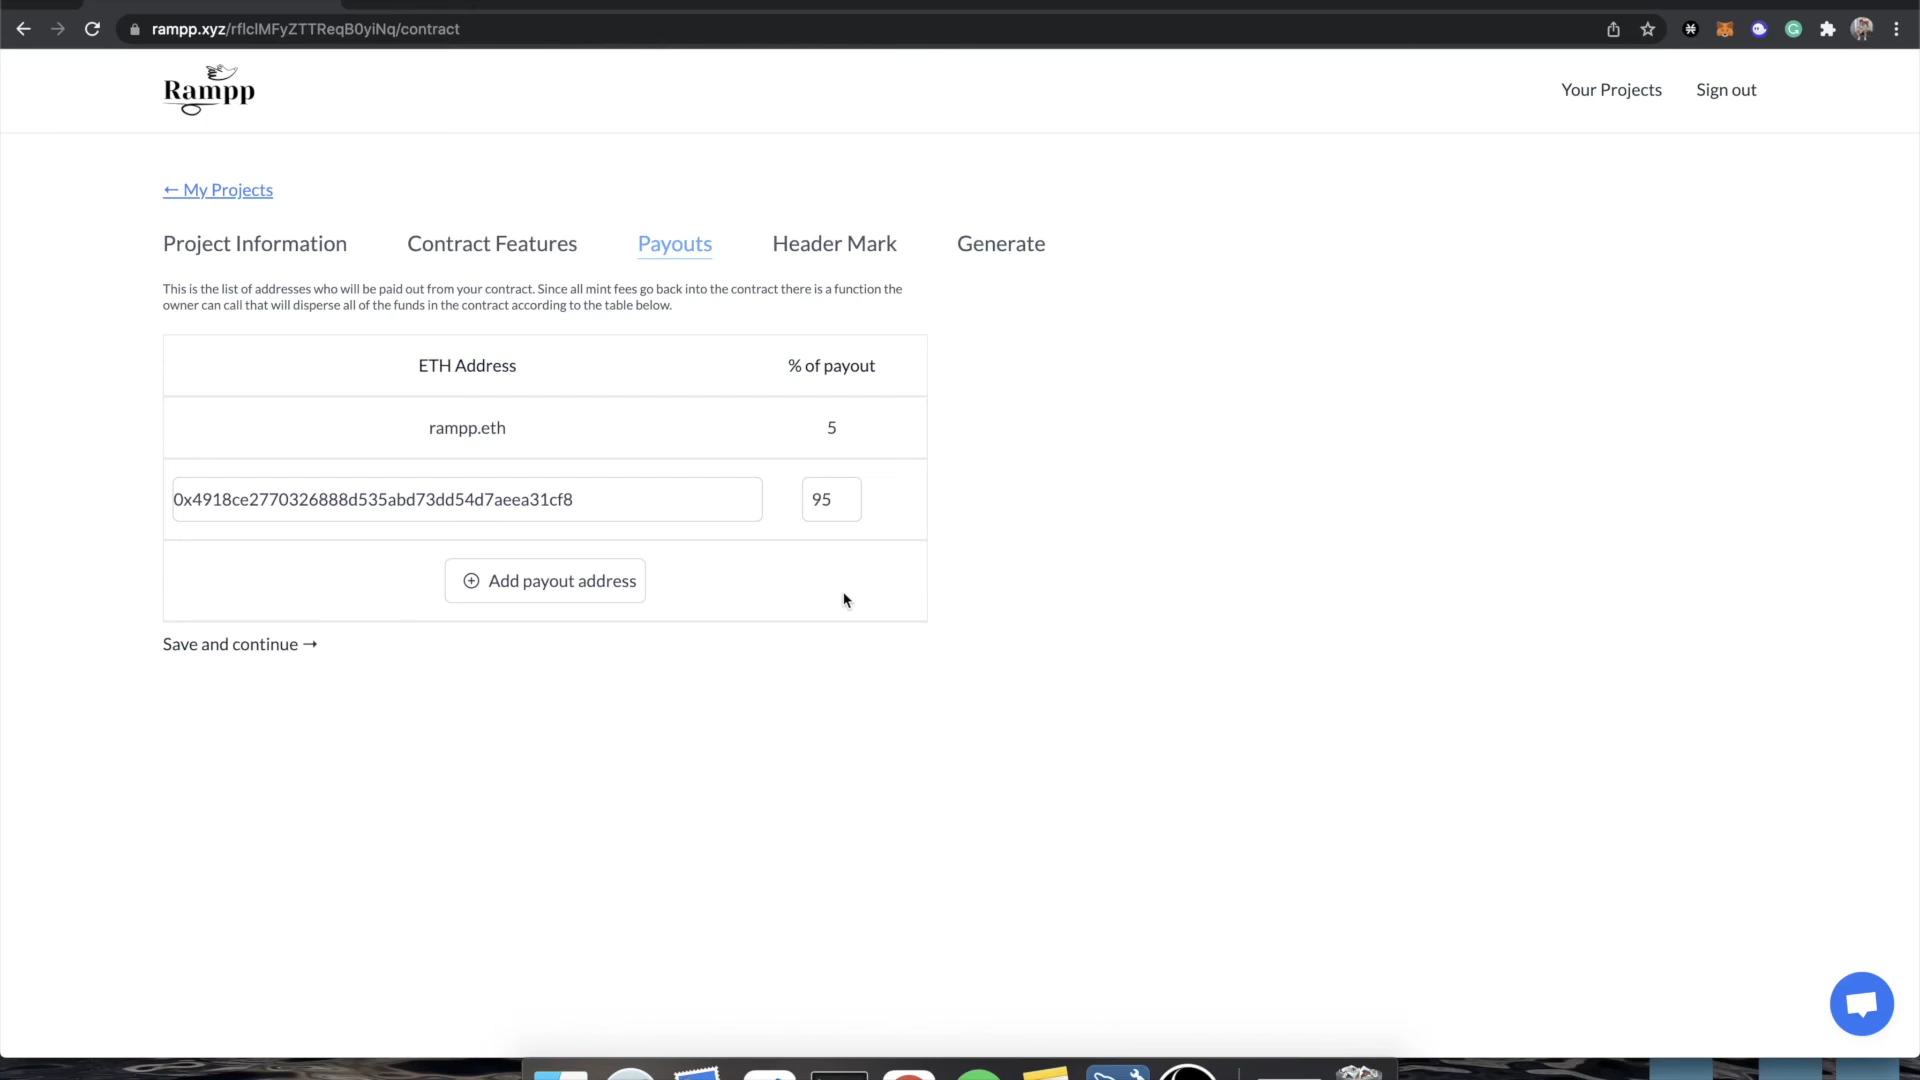 rampp.xyz/rflclMFyZTTReqB0yiNq/contract
Rampp
Your Projects
Sign out
← My Projects
Project Information
Contract Features
Payouts
Header Mark
Generate
This is the list of addresses who will be paid out from your contract. Since all mint fees go back into the contract there is a function the
owner can call that will disperse all of the funds in the contract according to the table below.
ETH Address
% of payout
rampp.eth
5
0x4918ce2770326888d535abd73dd54d7aeea31cf8
95
Add payout address
Save and continue →